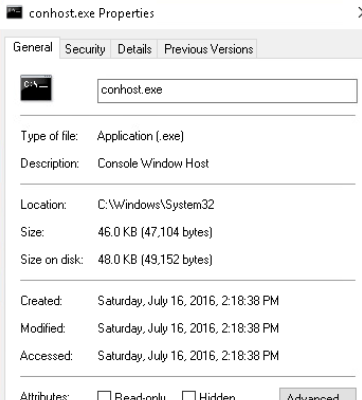 conhost.exe Properties
General Security Details Previous Versions
C:\_
conhost.exe
Type of file: Application (.exe)
Description: Console Window Host
Location: C:\Windows\System32
Size: 46.0 KB (47,104 bytes)
Size on disk: 48.0 KB (49,152 bytes)
Created: Saturday, July 16, 2016, 2:18:38 PM
Modified: Saturday, July 16, 2016, 2:18:38 PM
Accessed: Saturday, July 16, 2016, 2:18:38 PM
Attributes: Read-only Hidden Advanced...